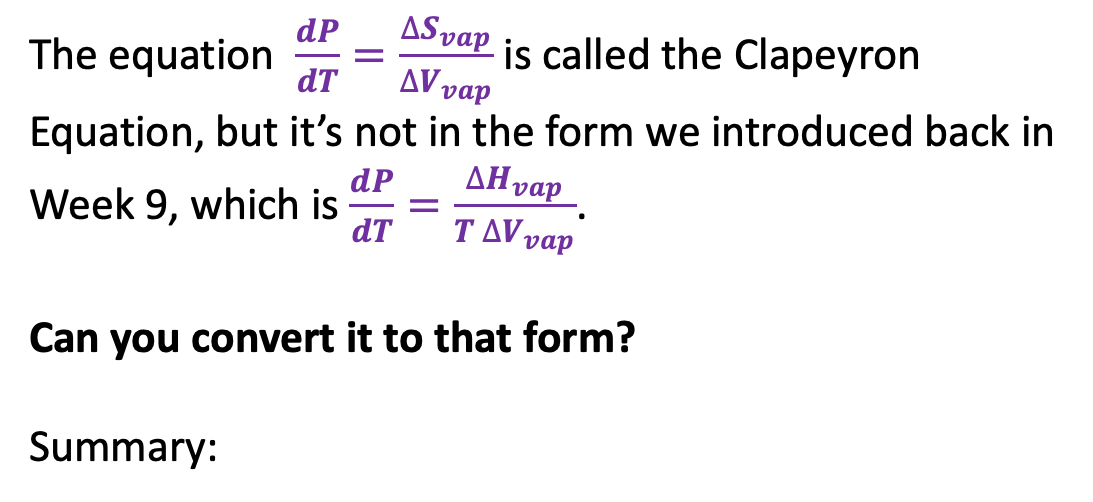 The equation dP/dT = ΔS_vap/ΔV_vap is called the Clapeyron
Equation, but it’s not in the form we introduced back in
Week 9, which is dP/dT = ΔH_vap/T ΔV_vap.
Can you convert it to that form?
Summary: